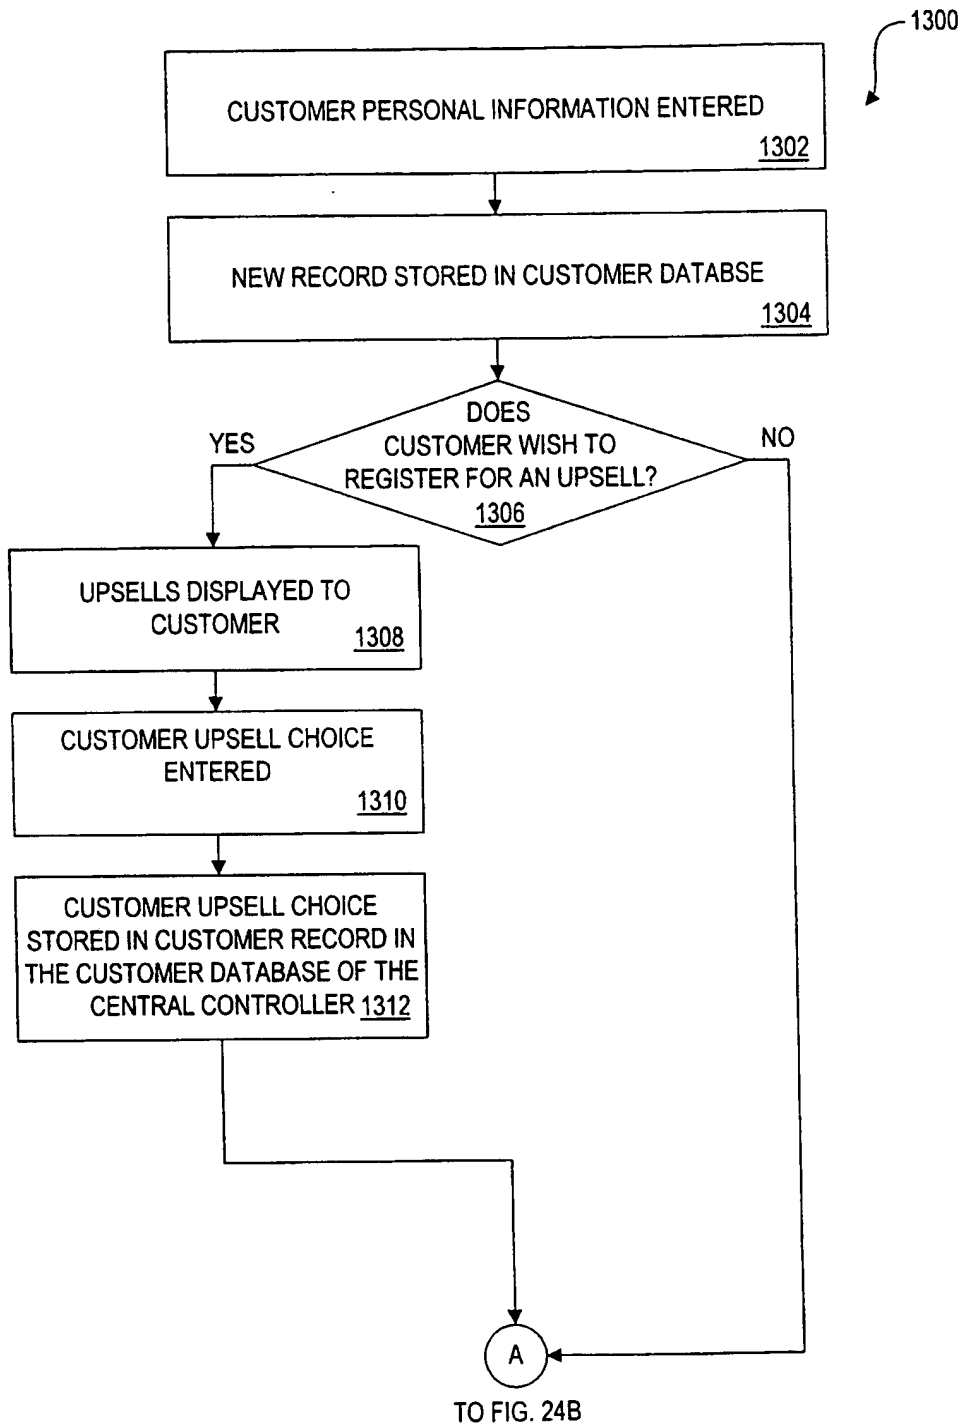 1300
CUSTOMER PERSONAL INFORMATION ENTERED
1302
NEW RECORD STORED IN CUSTOMER DATABSE
1304
DOES
CUSTOMER WISH TO
REGISTER FOR AN UPSELL?
1306
YES
NO
UPSELLS DISPLAYED TO
CUSTOMER
1308
CUSTOMER UPSELL CHOICE
ENTERED
1310
CUSTOMER UPSELL CHOICE
STORED IN CUSTOMER RECORD IN
THE CUSTOMER DATABASE OF THE
CENTRAL CONTROLLER 1312
A
TO FIG. 24B